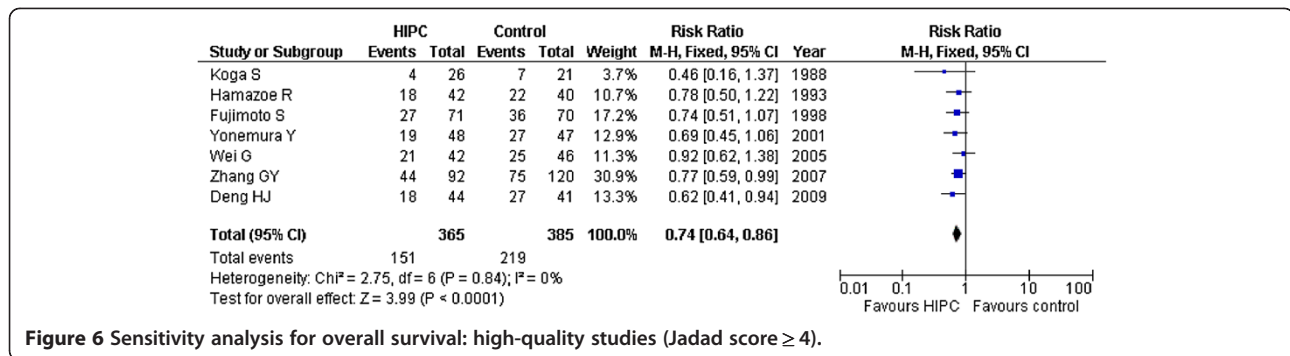 HIPC Control Risk Ratio Risk Ratio
Study or Subgroup Events Total Events Total Weight M-H, Fixed, 95% CI Year M-H, Fixed, 95% CI
Koga S 4 26 7 21 3.7% 0.46 [0.16, 1.37] 1988
Hamazoe R 18 42 22 40 10.7% 0.78 [0.50, 1.22] 1993
Fujimoto S 27 71 36 70 17.2% 0.74 [0.51, 1.07] 1998
Yonemura Y 19 48 27 47 12.9% 0.69 [0.45, 1.06] 2001
Wei G 21 42 25 46 11.3% 0.92 [0.62, 1.38] 2005
Zhang GY 44 92 75 120 30.9% 0.77 [0.59, 0.99] 2007
Deng HJ 18 44 27 41 13.3% 0.62 [0.41, 0.94] 2009
Total (95% CI) 365 385 100.0% 0.74 [0.64, 0.86]
Total events 151 219
Heterogeneity: Chi² = 2.75, df = 6 (P = 0.84); I² = 0%
Test for overall effect: Z = 3.99 (P < 0.0001)
0.01 0.1 1 10 100
Favours HIPC Favours control
Figure 6 Sensitivity analysis for overall survival: high-quality studies (Jadad score ≥ 4).